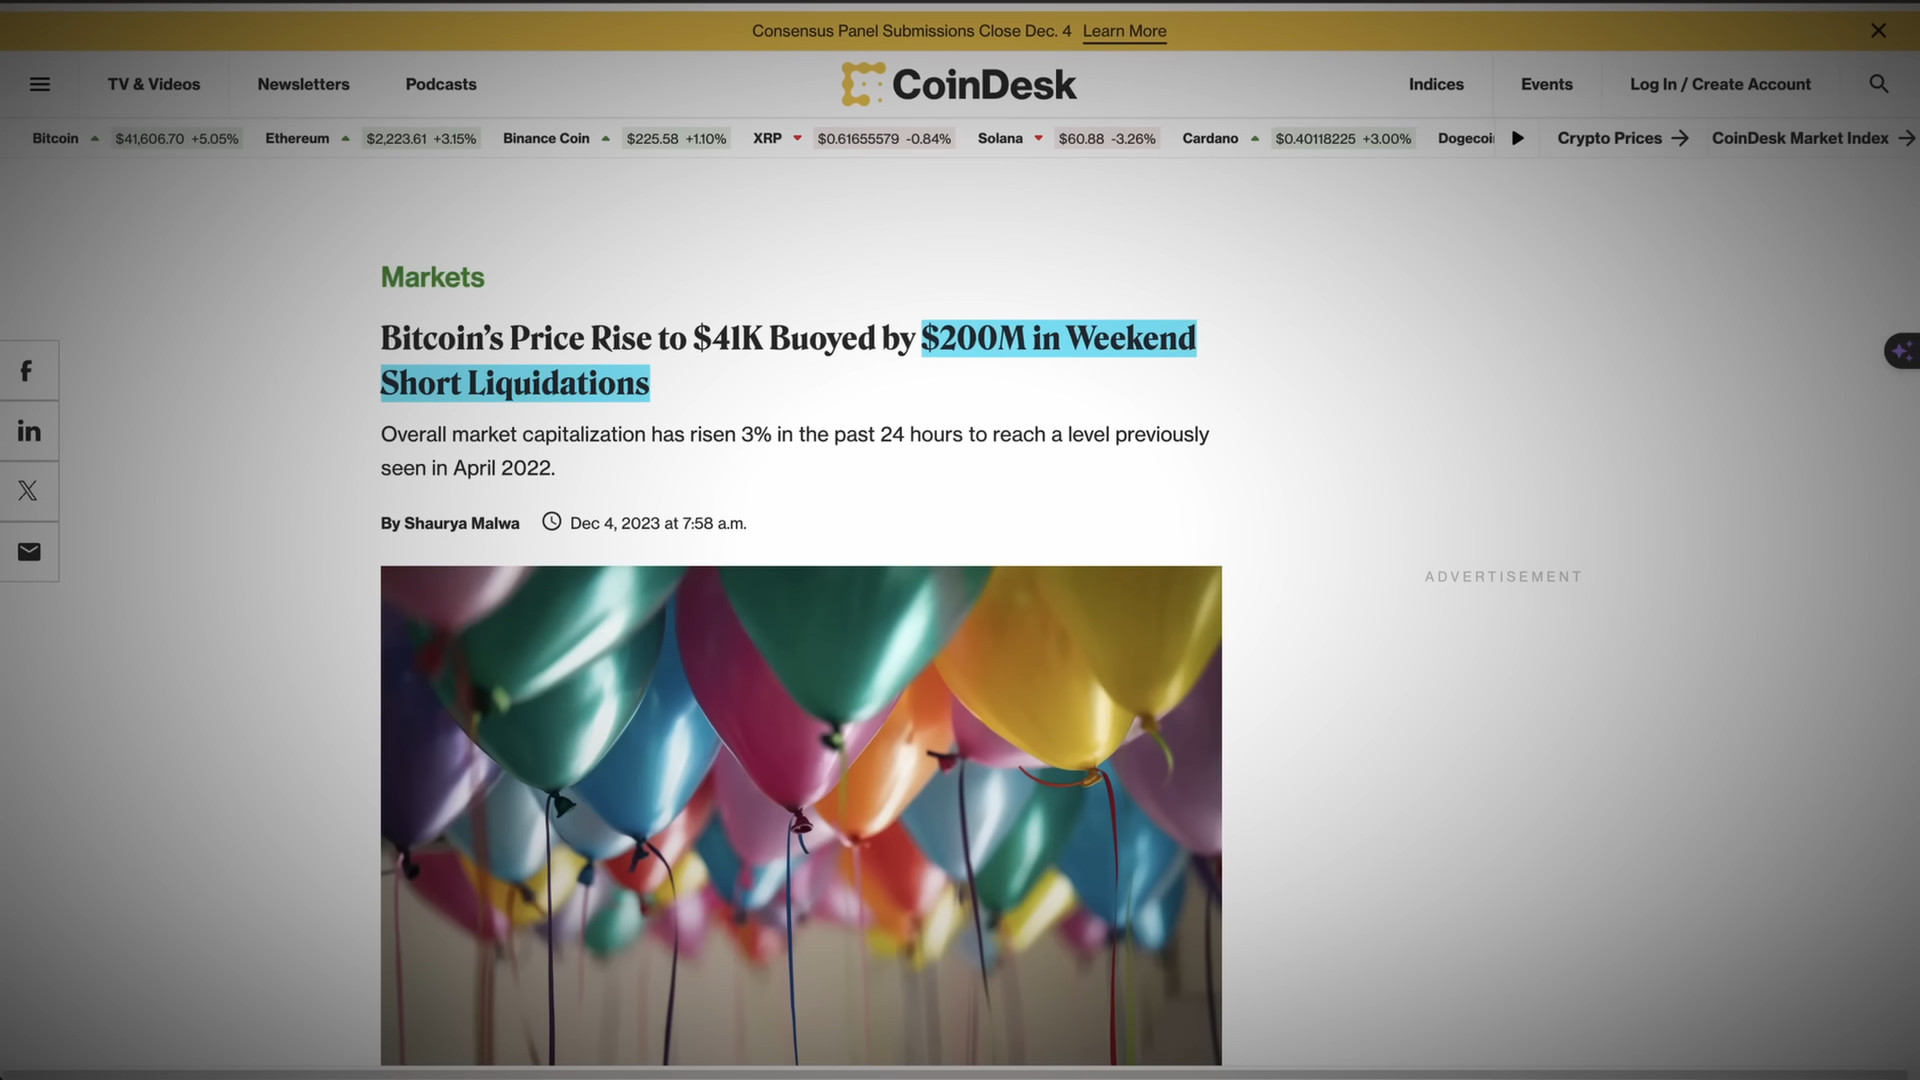 Consensus Panel Submissions Close Dec. 4 Learn More
TV & Videos Newsletters Podcasts CoinDesk Indices Events Log In / Create Account
Bitcoin $41,606.70 +5.05% Ethereum $2,223.61 +3.15% Binance Coin $225.58 +1.10% XRP $0.61655579 -0.84% Solana $60.88 -3.26% Cardano $0.40118225 +3.00% Dogecoi Crypto Prices → CoinDesk Market Index →
Markets
Bitcoin’s Price Rise to $41K Buoyed by $200M in Weekend
Short Liquidations
Overall market capitalization has risen 3% in the past 24 hours to reach a level previously
seen in April 2022.
By Shaurya Malwa Dec 4, 2023 at 7:58 a.m.
ADVERTISEMENT